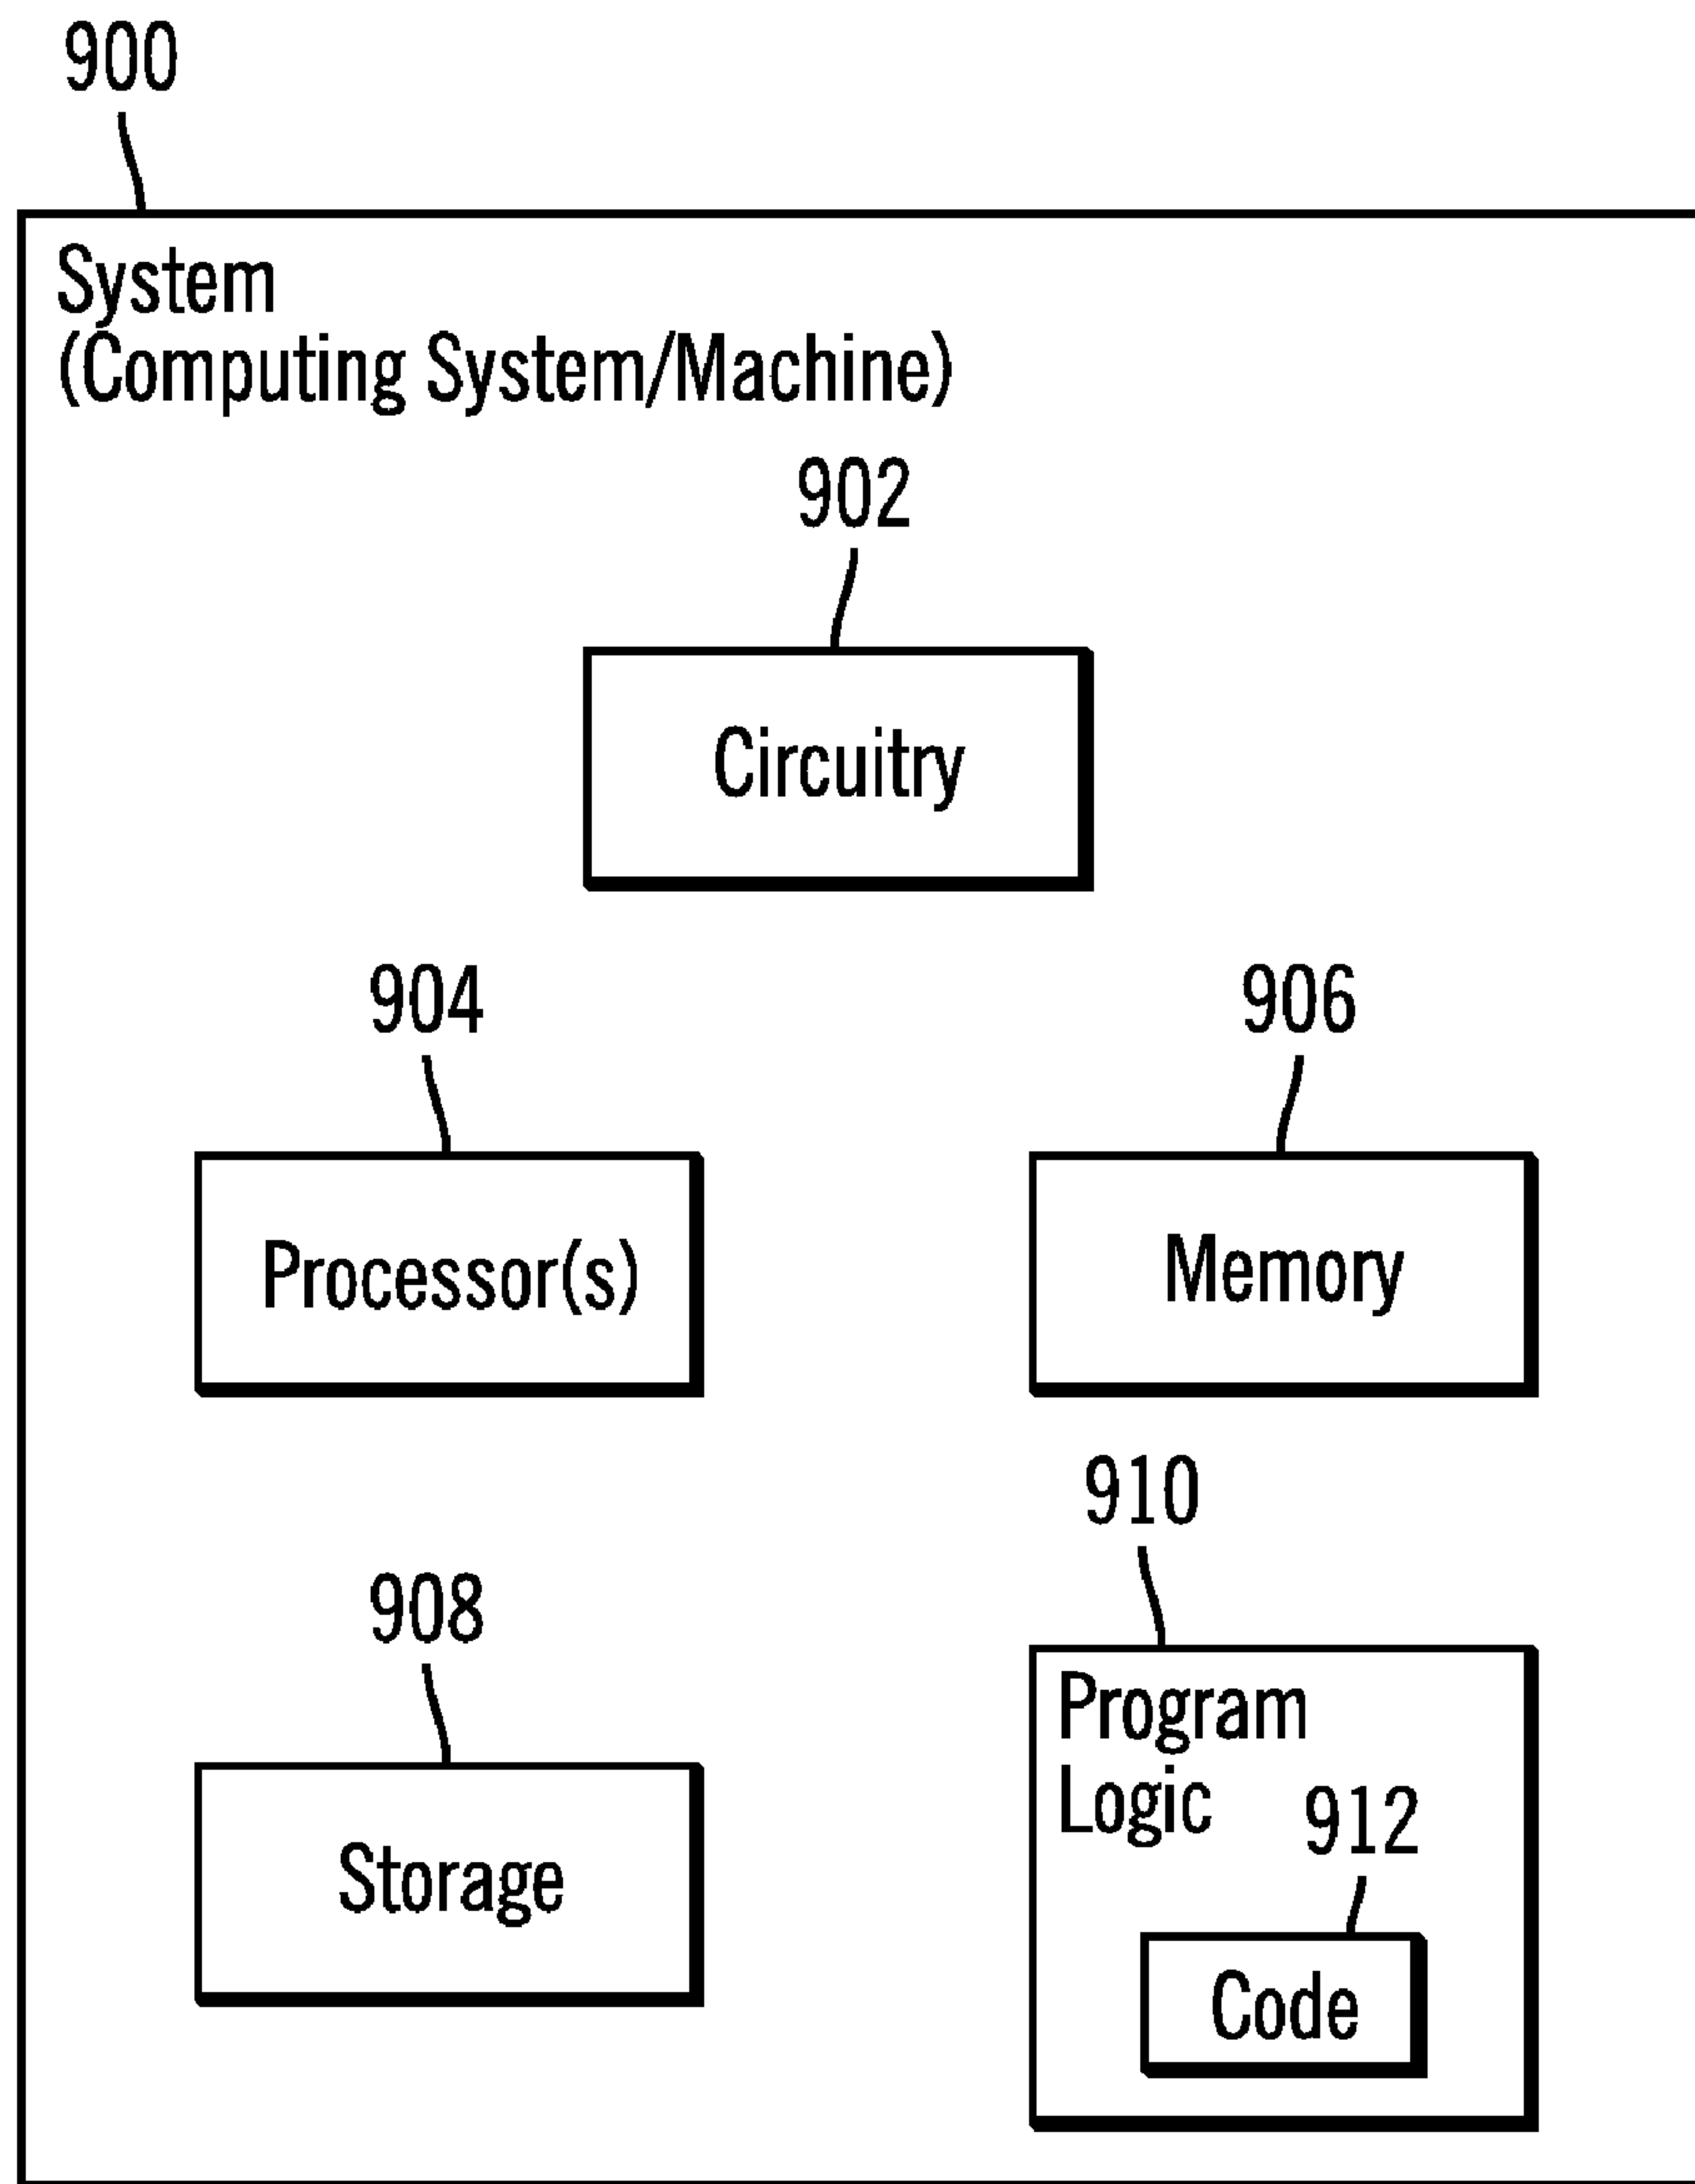 900
System
(Computing System/Machine)
902
Circuitry
904
906
Processor(s)
Memory
910
908
Program
Logic
912
Storage
Code